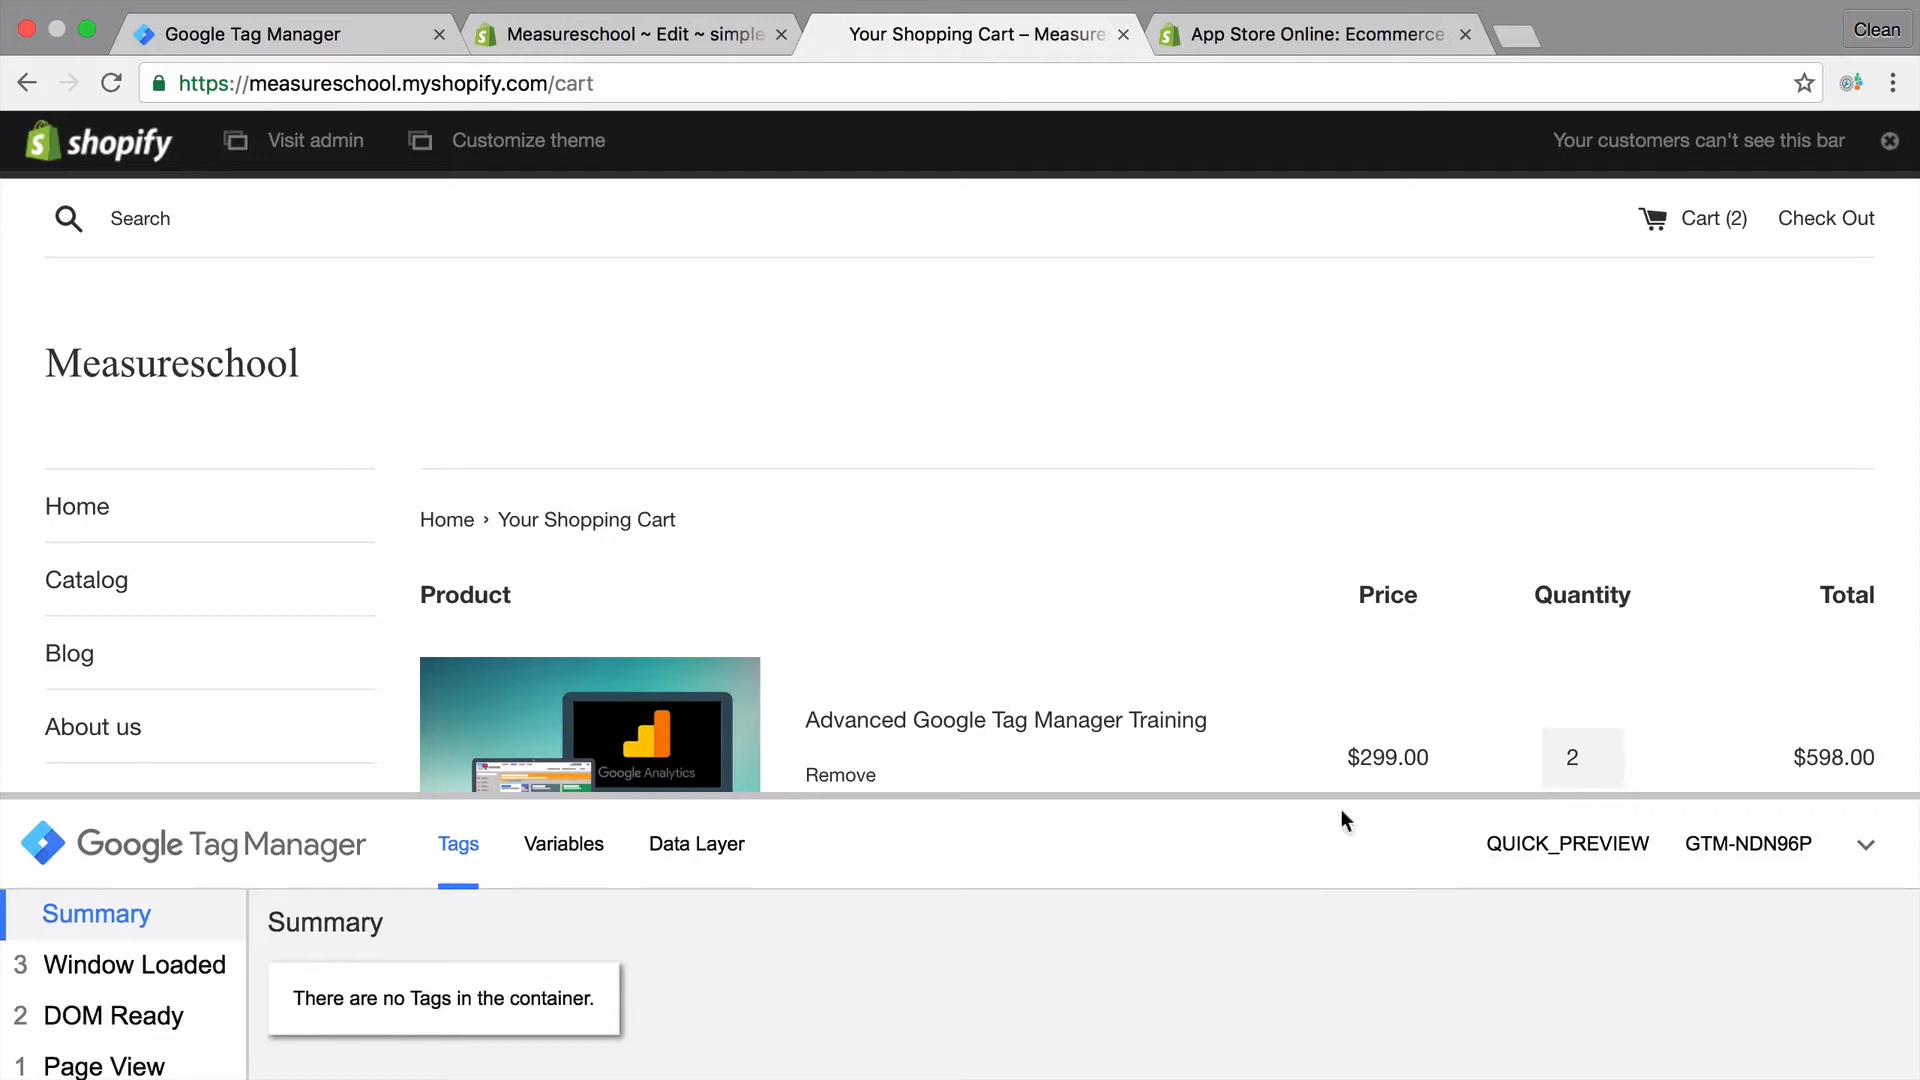 Google Tag Manager
Measureschool ~ Edit ~ simple
Your Shopping Cart – Measure
App Store Online: Ecommerce
Clean
https://measureschool.myshopify.com/cart
shopify
Visit admin
Customize theme
Your customers can't see this bar
Search
Cart (2)
Check Out
Measureschool
Home
Catalog
Blog
About us
Home › Your Shopping Cart
Product
Price
Quantity
Total
Google Analytics
Advanced Google Tag Manager Training
Remove
$299.00
2
$598.00
Google Tag Manager
Tags
Variables
Data Layer
QUICK_PREVIEW
GTM-NDN96P
Summary
3 Window Loaded
2 DOM Ready
1 Page View
Summary
There are no Tags in the container.